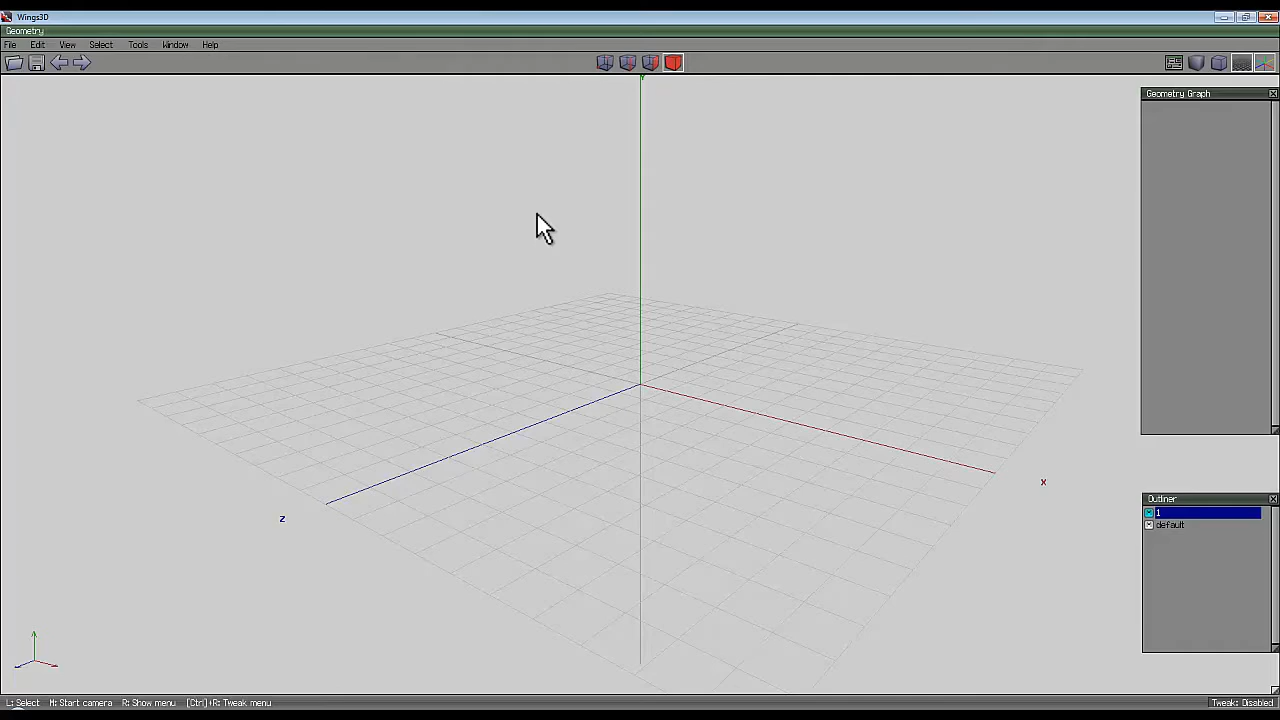 Wings3D
Geometry
File Edit View Select Tools Window Help
Y
Geometry Graph
X
Z
Outliner
1
default
L: Select M: Start camera R: Show menu [Ctrl]+R: Tweak menu
Tweak: Disabled